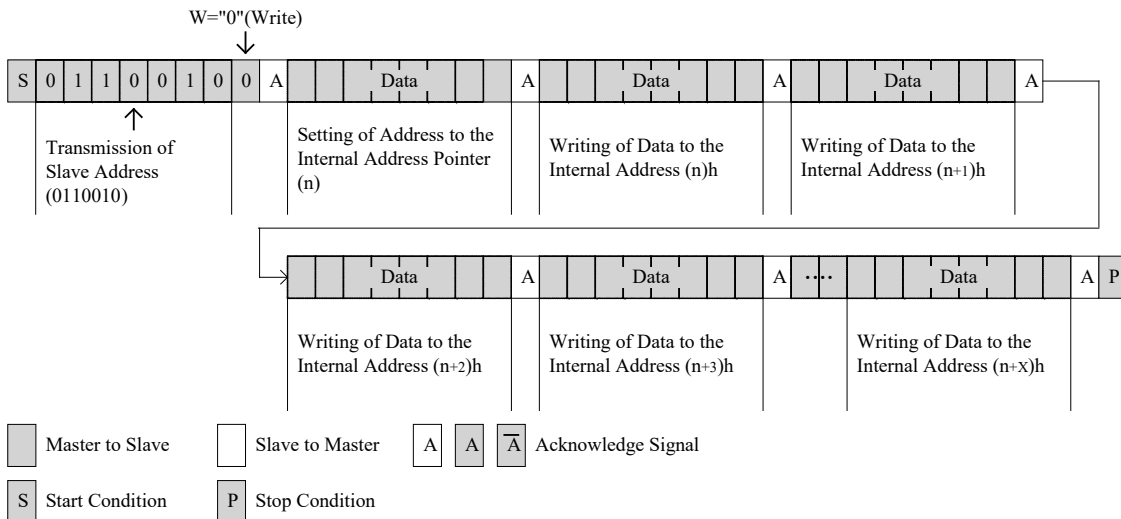 W="0"(Write)
S 0 1 1 0 0 1 0 0 A Data A Data A Data A
Transmission of
Slave Address
(0110010)
Setting of Address to the
Internal Address Pointer
(n)
Writing of Data to the
Internal Address (n)h
Writing of Data to the
Internal Address (n+1)h
Data A Data A ···· Data A P
Writing of Data to the
Internal Address (n+2)h
Writing of Data to the
Internal Address (n+3)h
Writing of Data to the
Internal Address (n+X)h
Master to Slave Slave to Master A A A̅ Acknowledge Signal
S Start Condition P Stop Condition